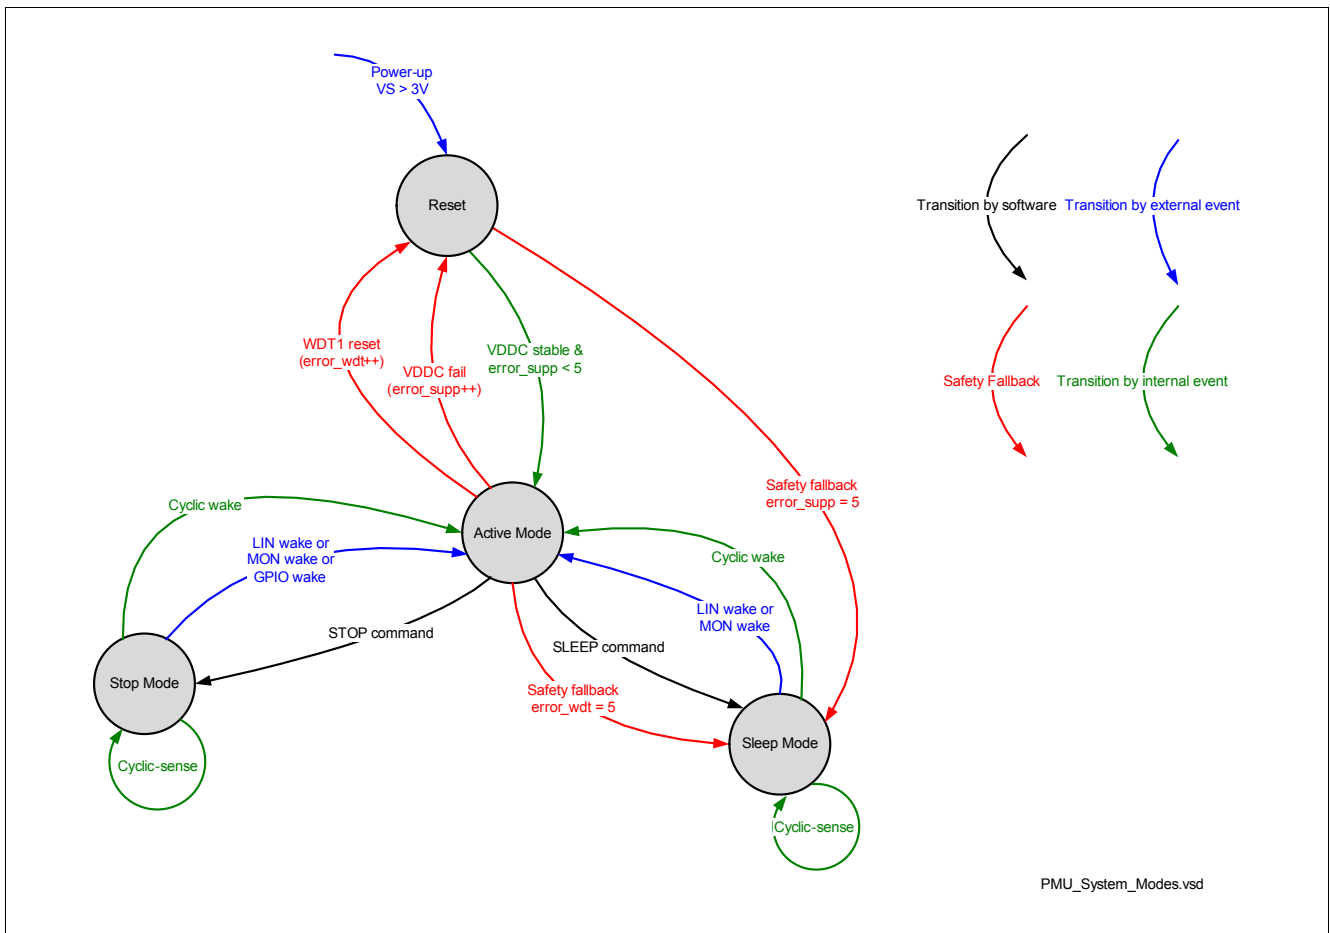 Power-up
VS > 3V
Reset
Transition by software
Transition by external event
WDT1 reset
(error_wdt++)
VDDC fail
(error_supp++)
VDDC stable &
error_supp < 5
Safety Fallback
Transition by internal event
Safety fallback
error_supp = 5
Cyclic wake
LIN wake or
MON wake or
GPIO wake
Active Mode
Cyclic wake
LIN wake or
MON wake
STOP command
SLEEP command
Stop Mode
Safety fallback
error_wdt = 5
Sleep Mode
Cyclic-sense
Cyclic-sense
PMU_System_Modes.vsd